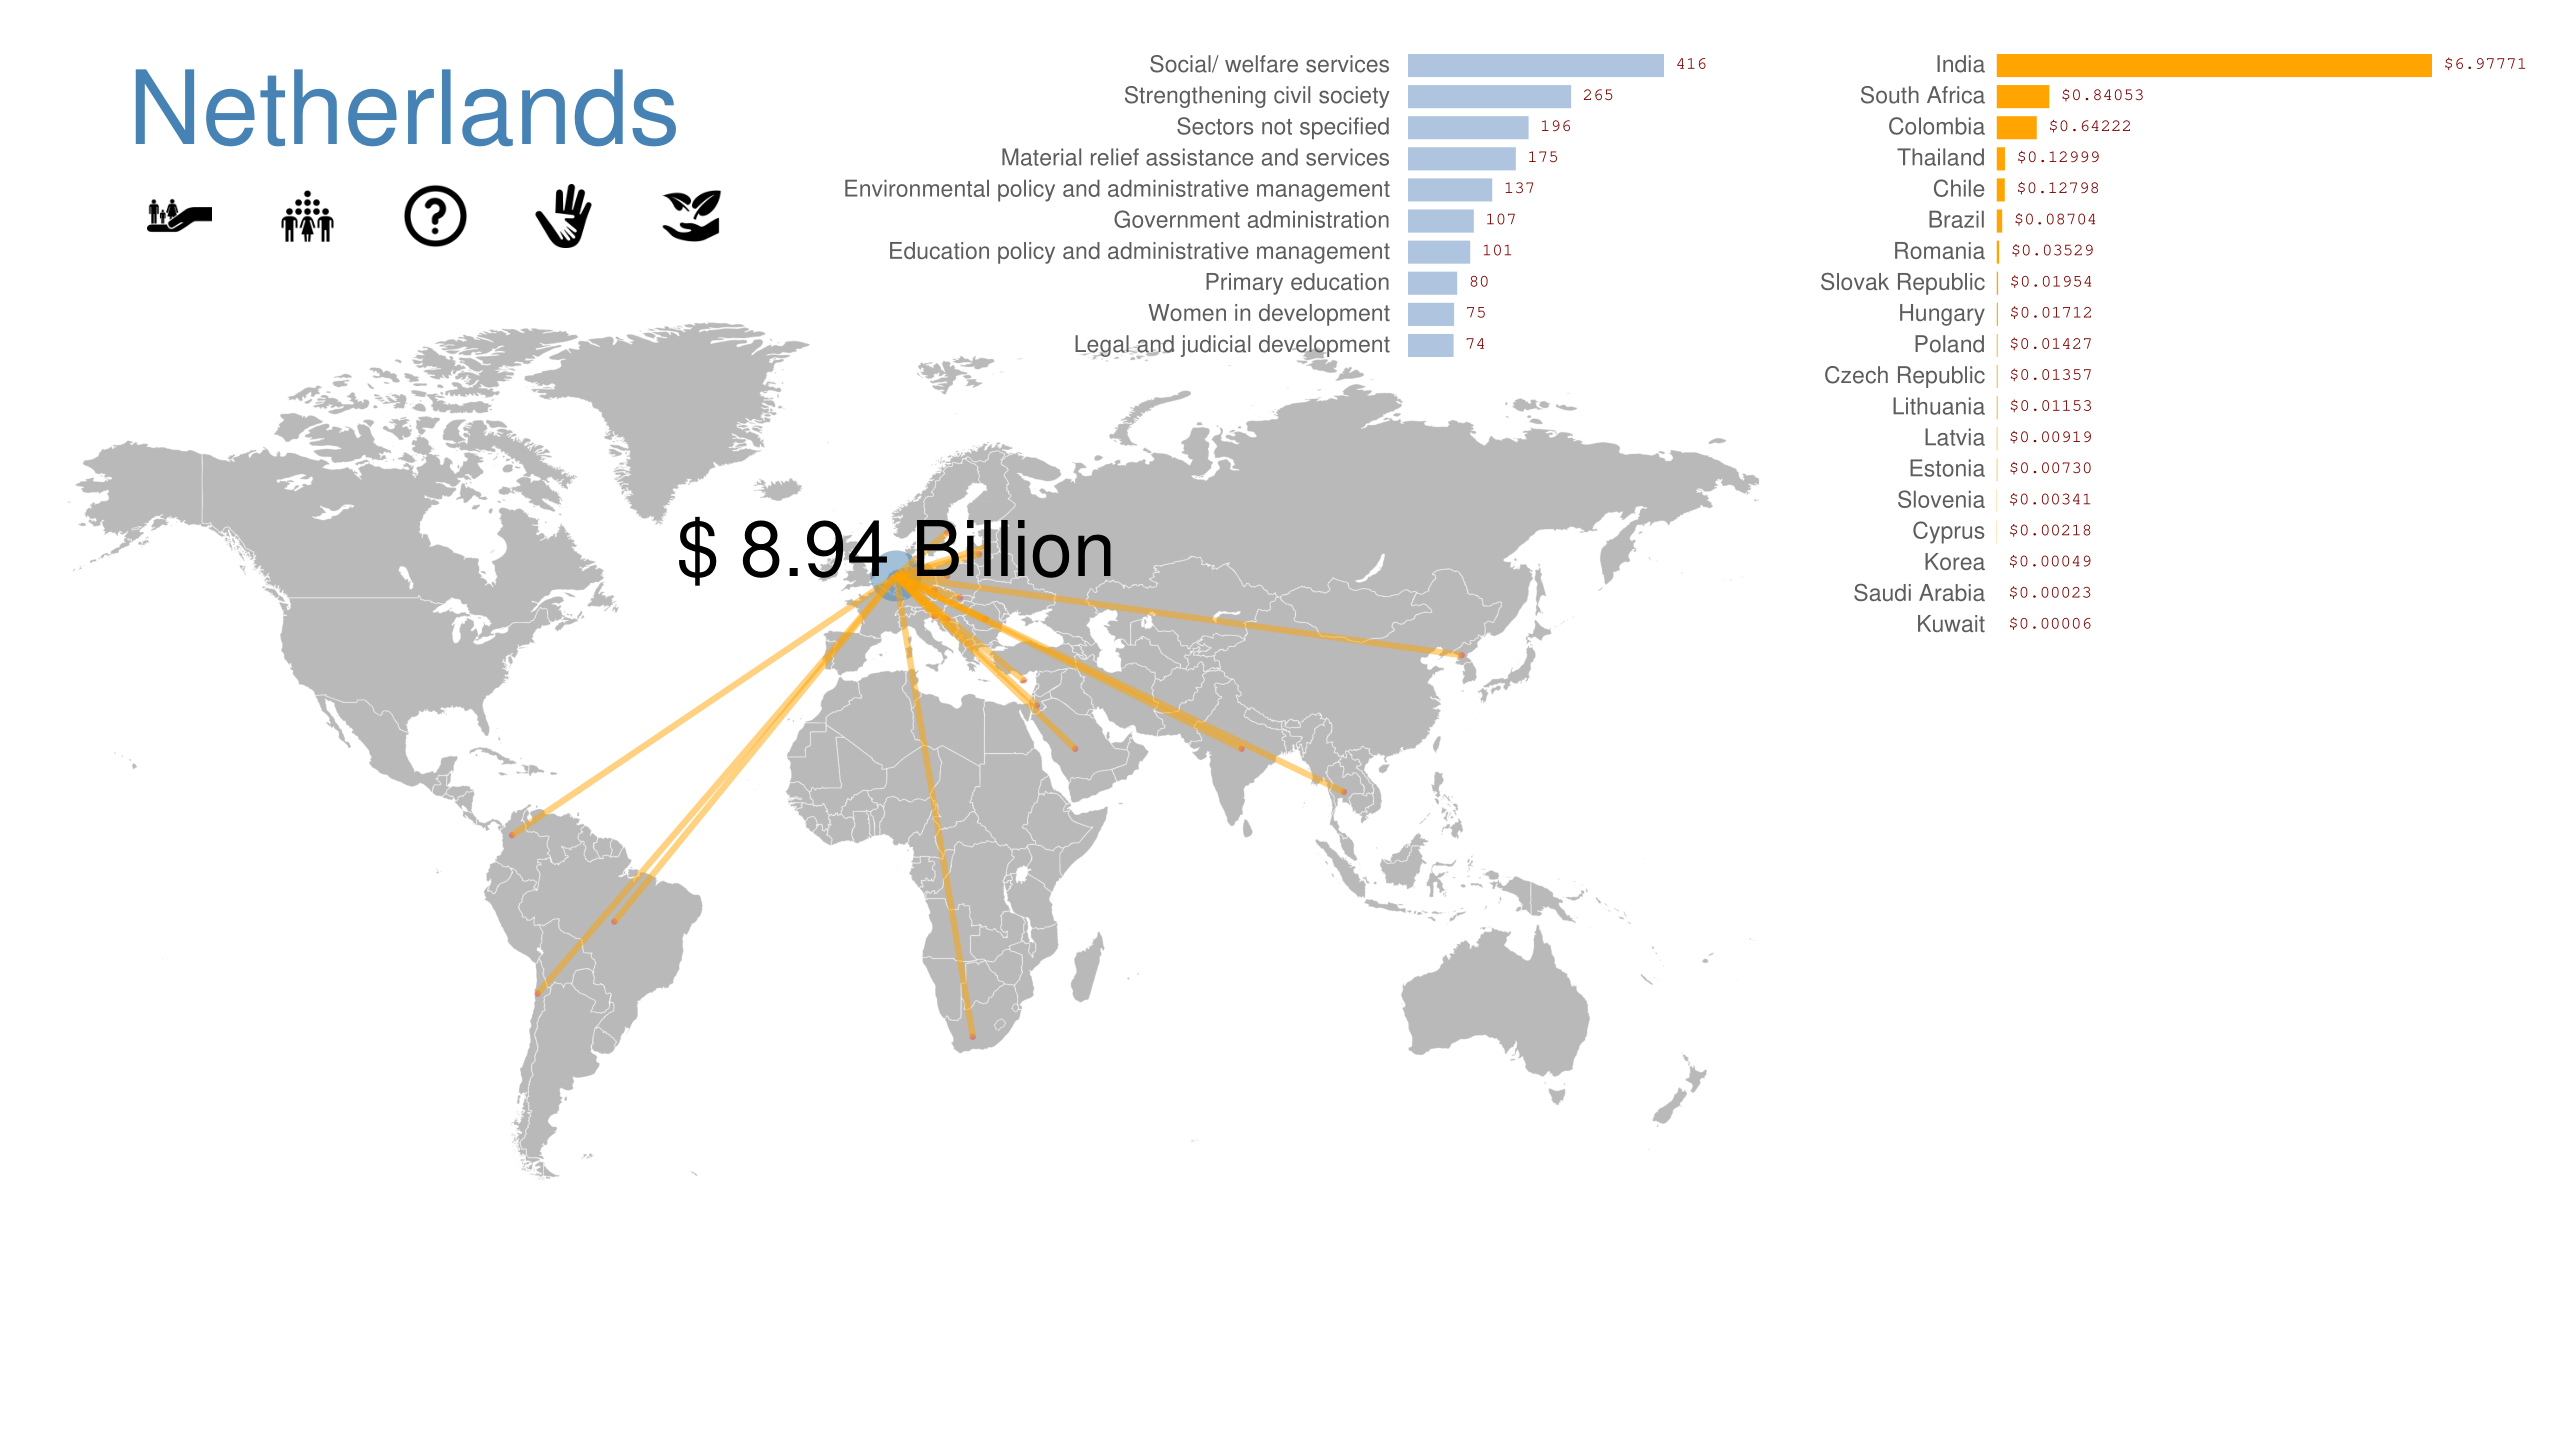 Netherlands
Social/ welfare services 416
Strengthening civil society 265
Sectors not specified 196
Material relief assistance and services 175
Environmental policy and administrative management 137
Government administration 107
Education policy and administrative management 101
Primary education 80
Women in development 75
Legal and judicial development 74
India $6.97771
South Africa $0.84053
Colombia $0.64222
Thailand $0.12999
Chile $0.12798
Brazil $0.08704
Romania $0.03529
Slovak Republic $0.01954
Hungary $0.01712
Poland $0.01427
Czech Republic $0.01357
Lithuania $0.01153
Latvia $0.00919
Estonia $0.00730
Slovenia $0.00341
Cyprus $0.00218
Korea $0.00049
Saudi Arabia $0.00023
Kuwait $0.00006
$ 8.94 Billion